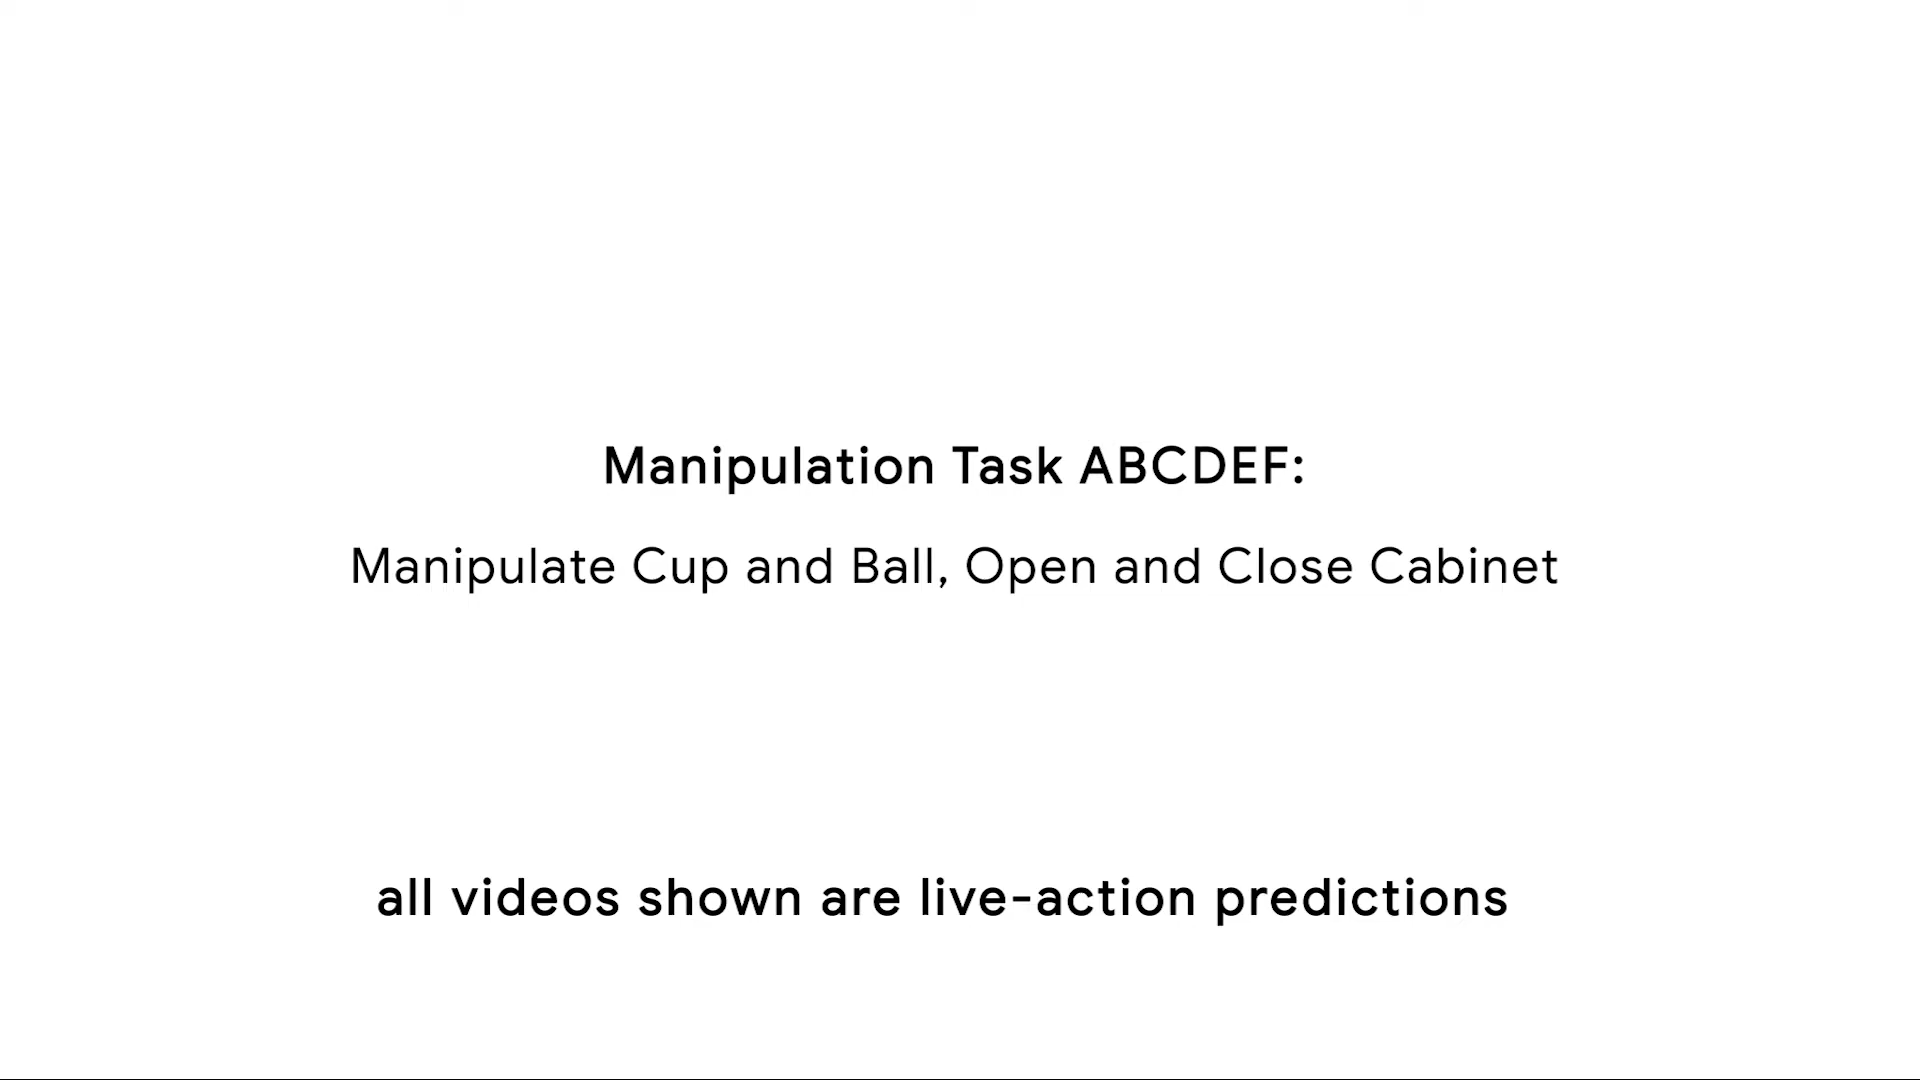 Manipulation Task ABCDEF:
Manipulate Cup and Ball, Open and Close Cabinet
all videos shown are live-action predictions